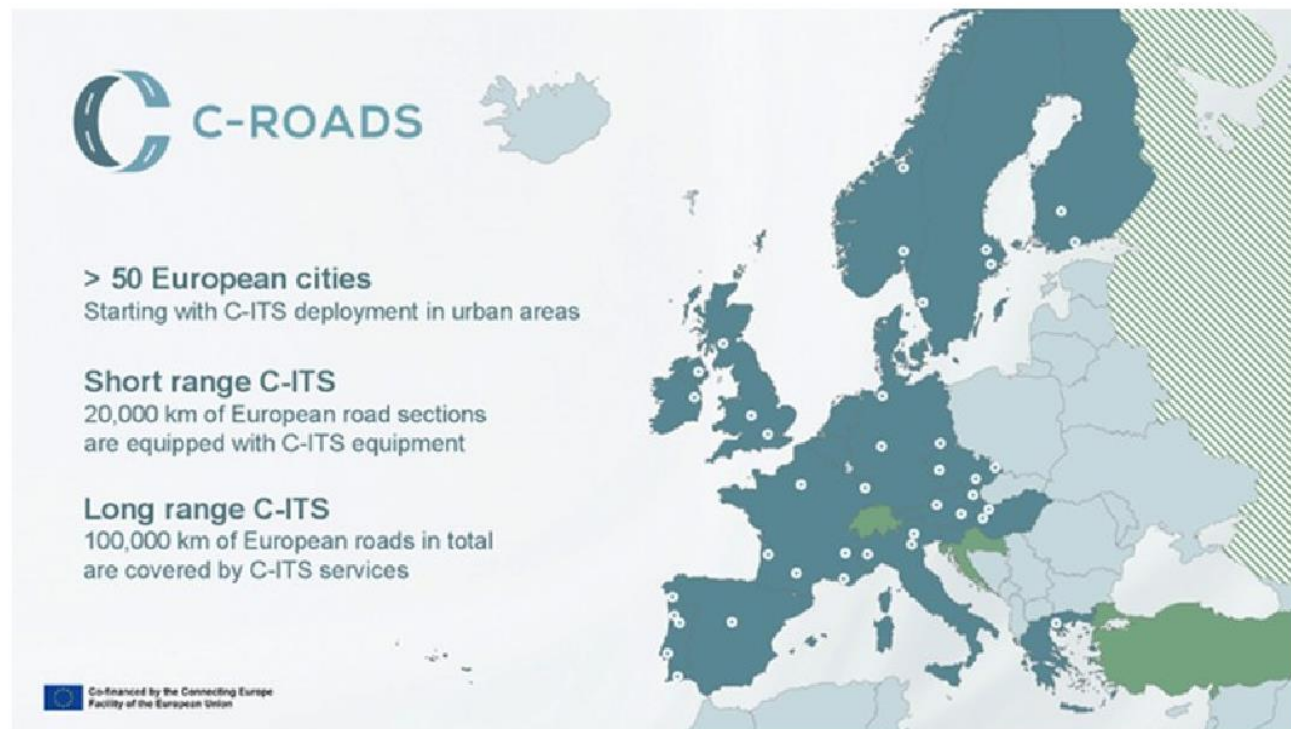 C-ROADS
> 50 European cities
Starting with C-ITS deployment in urban areas
Short range C-ITS
20,000 km of European road sections
are equipped with C-ITS equipment
Long range C-ITS
100,000 km of European roads in total
are covered by C-ITS services
Co-financed by the Connecting Europe
Facility of the European Union